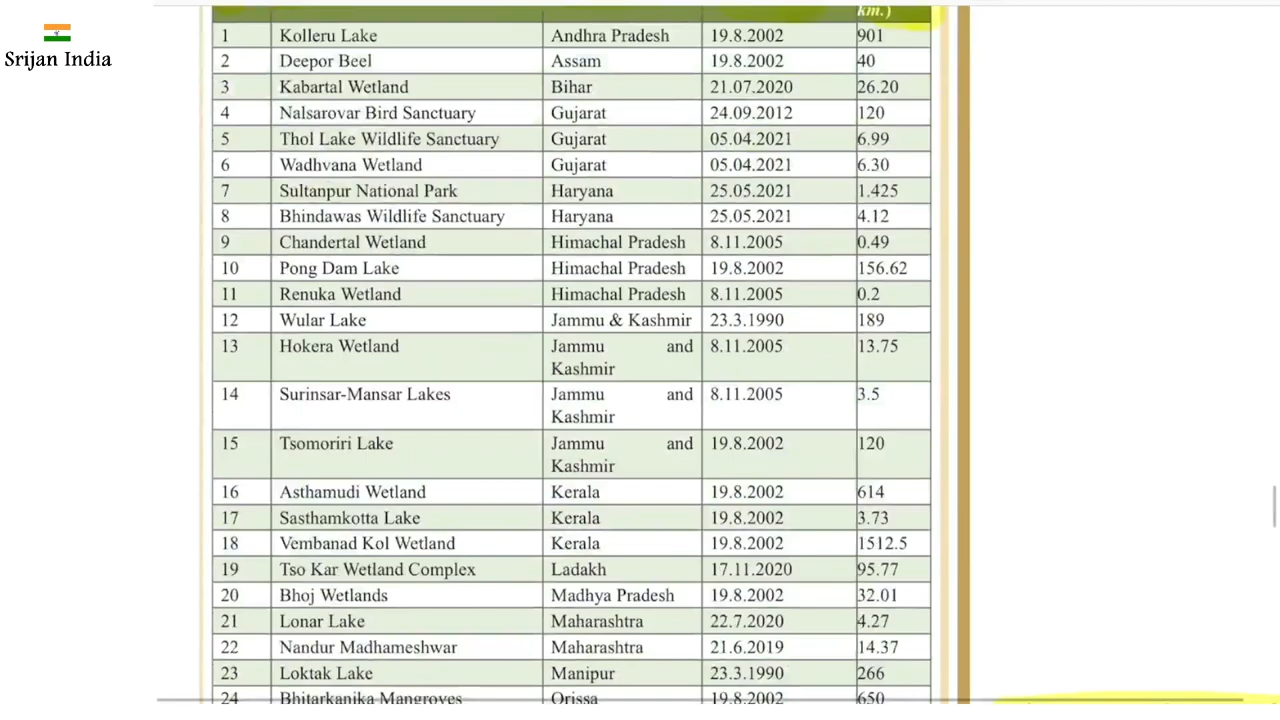 km.)
Srijan India
1 Kolleru Lake Andhra Pradesh 19.8.2002 901
2 Deepor Beel Assam 19.8.2002 40
3 Kabartal Wetland Bihar 21.07.2020 26.20
4 Nalsarovar Bird Sanctuary Gujarat 24.09.2012 120
5 Thol Lake Wildlife Sanctuary Gujarat 05.04.2021 6.99
6 Wadhvana Wetland Gujarat 05.04.2021 6.30
7 Sultanpur National Park Haryana 25.05.2021 1.425
8 Bhindawas Wildlife Sanctuary Haryana 25.05.2021 4.12
9 Chandertal Wetland Himachal Pradesh 8.11.2005 0.49
10 Pong Dam Lake Himachal Pradesh 19.8.2002 156.62
11 Renuka Wetland Himachal Pradesh 8.11.2005 0.2
12 Wular Lake Jammu & Kashmir 23.3.1990 189
13 Hokera Wetland Jammu and 8.11.2005 13.75
Kashmir
14 Surinsar-Mansar Lakes Jammu and 8.11.2005 3.5
Kashmir
15 Tsomoriri Lake Jammu and 19.8.2002 120
Kashmir
16 Asthamudi Wetland Kerala 19.8.2002 614
17 Sasthamkotta Lake Kerala 19.8.2002 3.73
18 Vembanad Kol Wetland Kerala 19.8.2002 1512.5
19 Tso Kar Wetland Complex Ladakh 17.11.2020 95.77
20 Bhoj Wetlands Madhya Pradesh 19.8.2002 32.01
21 Lonar Lake Maharashtra 22.7.2020 4.27
22 Nandur Madhameshwar Maharashtra 21.6.2019 14.37
23 Loktak Lake Manipur 23.3.1990 266
24 Bhitarkanika Mangroves Orissa 19.8.2002 650